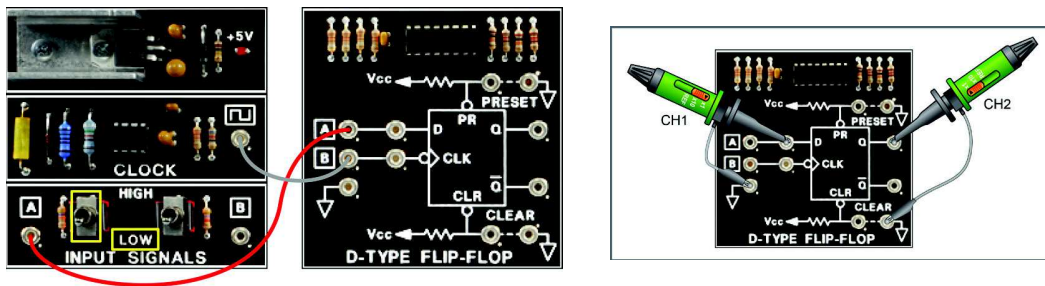 +5V
CLOCK
HIGH
A
B
LOW
INPUT SIGNALS
Vcc
PRESET
PR
A
D
Q
B
CLK
Q
CLR
CLEAR
Vcc
D-TYPE FLIP-FLOP
CH1
CH2
Vcc
PRESET
PR
A
D
Q
B
CLK
Q
CLR
CLEAR
Vcc
D-TYPE FLIP-FLOP